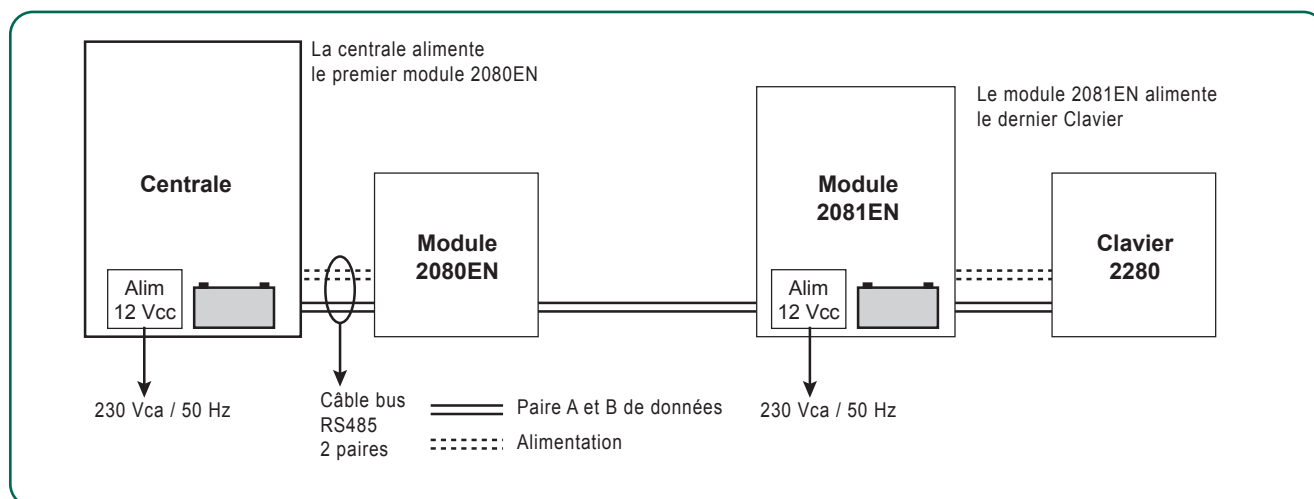 La centrale alimente
le premier module 2080EN
Le module 2081EN alimente
le dernier Clavier
Centrale
Module
2080EN
Module
2081EN
Clavier
2280
Alim
12 Vcc
Alim
12 Vcc
230 Vca / 50 Hz
Câble bus
RS485
2 paires
Paire A et B de données
Alimentation
230 Vca / 50 Hz